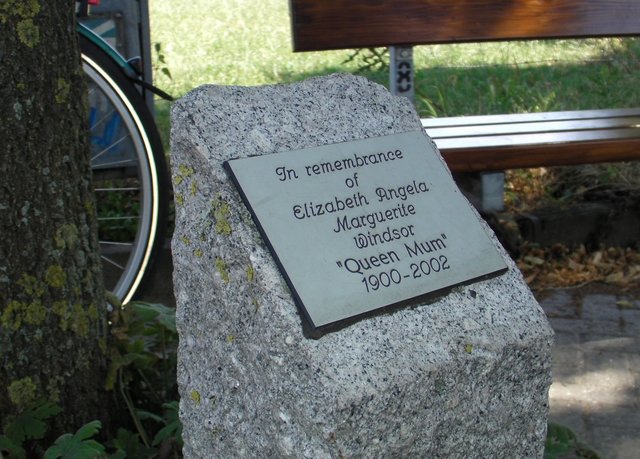 In remembrance
of
Elizabeth Angela
Marguerite
Windsor
"Queen Mum"
1900-2002